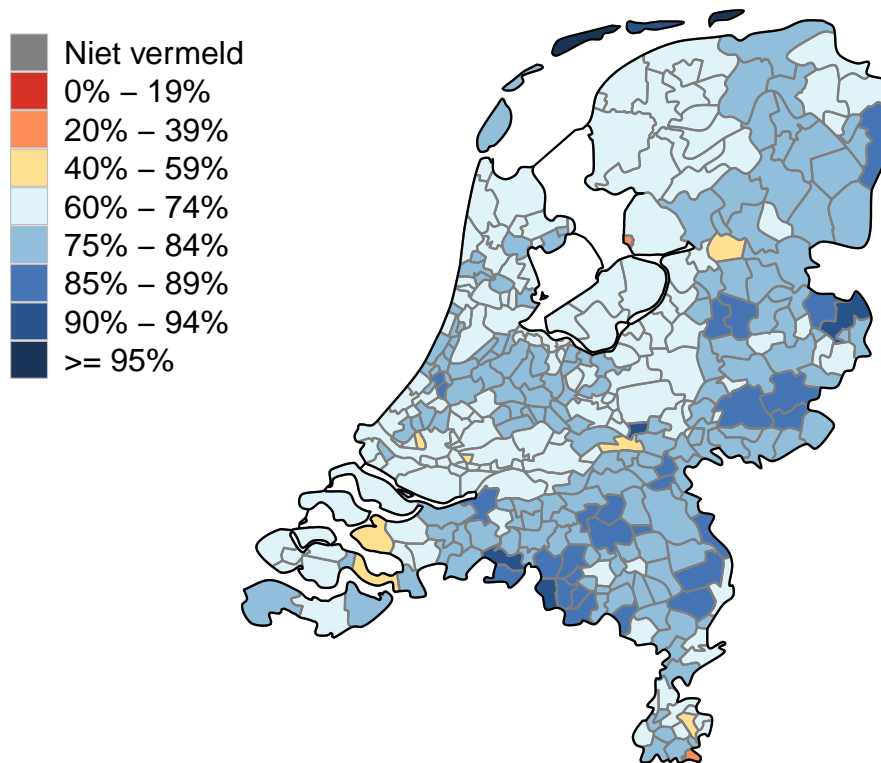 Niet vermeld
0% – 19%
20% – 39%
40% – 59%
60% – 74%
75% – 84%
85% – 89%
90% – 94%
>= 95%